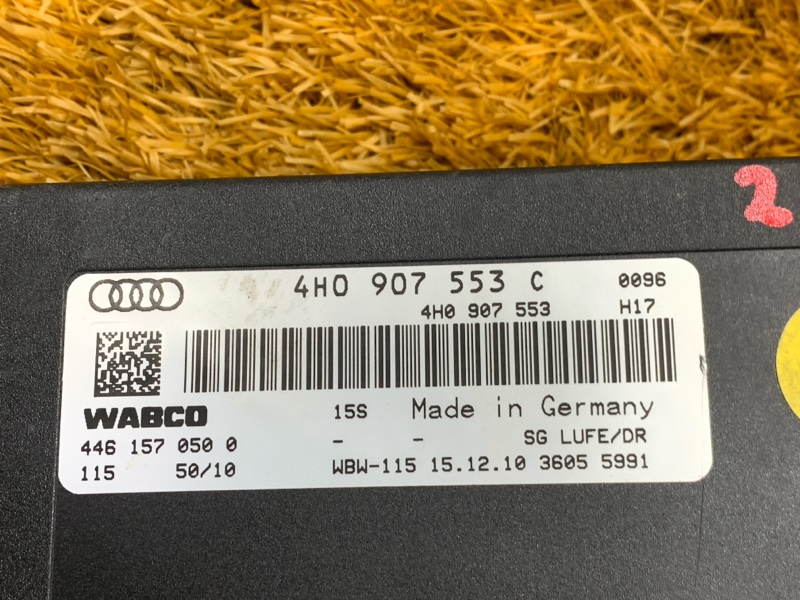 2
4H0 907 553 C 0096
4H0 907 553 H17
WABCO 15S Made in Germany
446 157 050 0 - - SG LUFE/DR
115 50/10 WBW-115 15.12.10 3605 5991